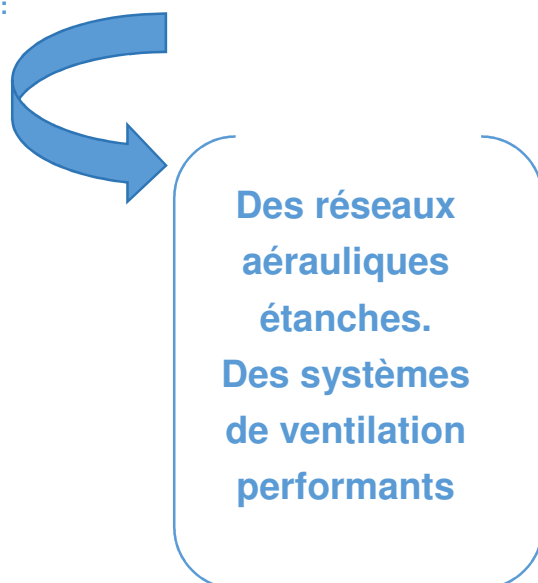 :
Des réseaux
aérauliques
étanches.
Des systèmes
de ventilation
performants